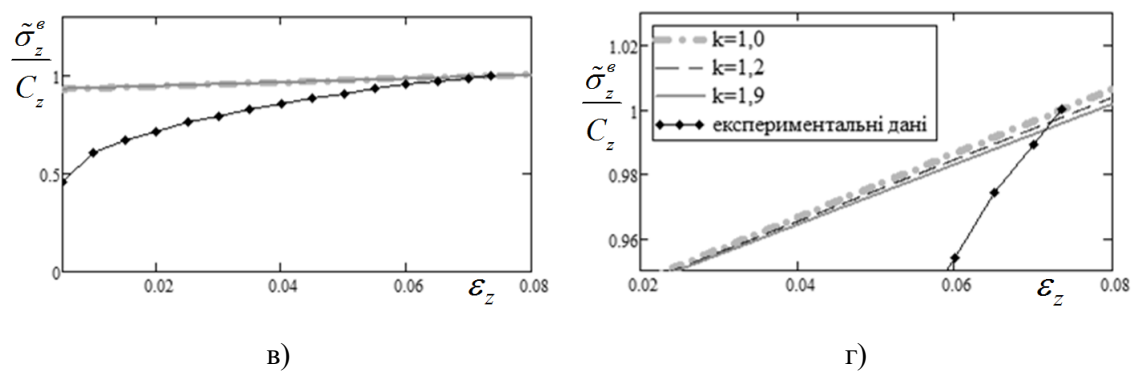 σ̃_z^в / C_z
1
0.5
0
0.02
0.04
0.06
0.08
ε_z
в)
σ̃_z^в / C_z
1.02
1
0.98
0.96
k=1,0
k=1,2
k=1,9
експериментальні дані
0.02
0.04
0.06
0.08
ε_z
г)